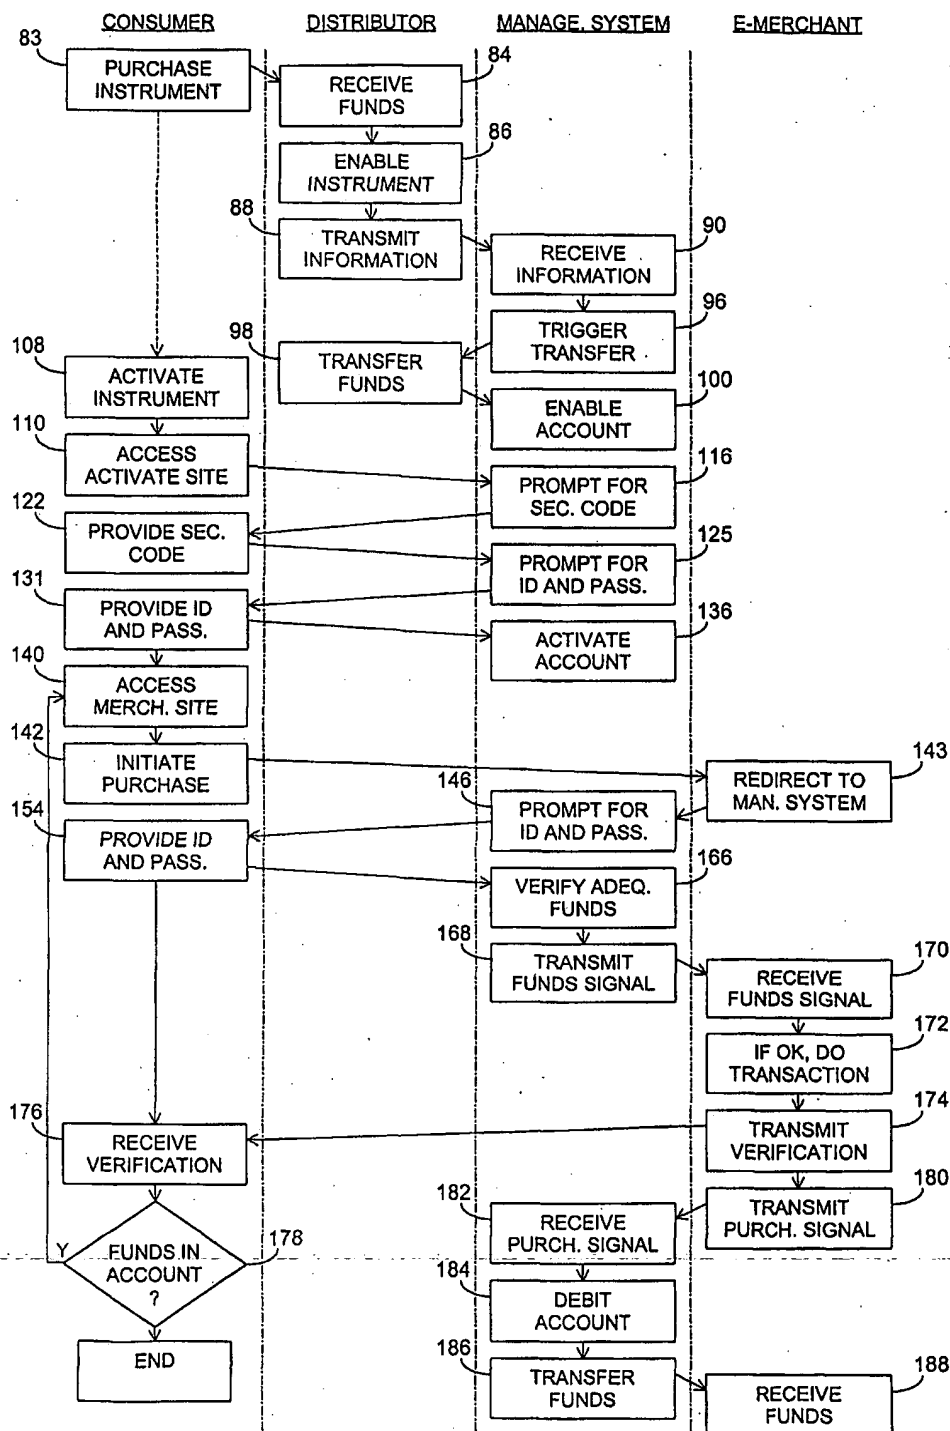 CONSUMER DISTRIBUTOR MANAGE. SYSTEM E-MERCHANT
83
PURCHASE
INSTRUMENT
84
RECEIVE
FUNDS
86
ENABLE
INSTRUMENT
88
TRANSMIT
INFORMATION
90
RECEIVE
INFORMATION
96
TRIGGER
TRANSFER
98
TRANSFER
FUNDS
100
ENABLE
ACCOUNT
108
ACTIVATE
INSTRUMENT
110
ACCESS
ACTIVATE SITE
116
PROMPT FOR
SEC. CODE
122
PROVIDE SEC.
CODE
125
PROMPT FOR
ID AND PASS.
131
PROVIDE ID
AND PASS.
136
ACTIVATE
ACCOUNT
140
ACCESS
MERCH. SITE
142
INITIATE
PURCHASE
143
REDIRECT TO
MAN. SYSTEM
146
PROMPT FOR
ID AND PASS.
154
PROVIDE ID
AND PASS.
166
VERIFY ADEQ.
FUNDS
168
TRANSMIT
FUNDS SIGNAL
170
RECEIVE
FUNDS SIGNAL
172
IF OK, DO
TRANSACTION
174
TRANSMIT
VERIFICATION
176
RECEIVE
VERIFICATION
180
TRANSMIT
PURCH. SIGNAL
182
RECEIVE
PURCH. SIGNAL
178
Y
FUNDS IN
ACCOUNT
?
184
DEBIT
ACCOUNT
END
186
TRANSFER
FUNDS
188
RECEIVE
FUNDS